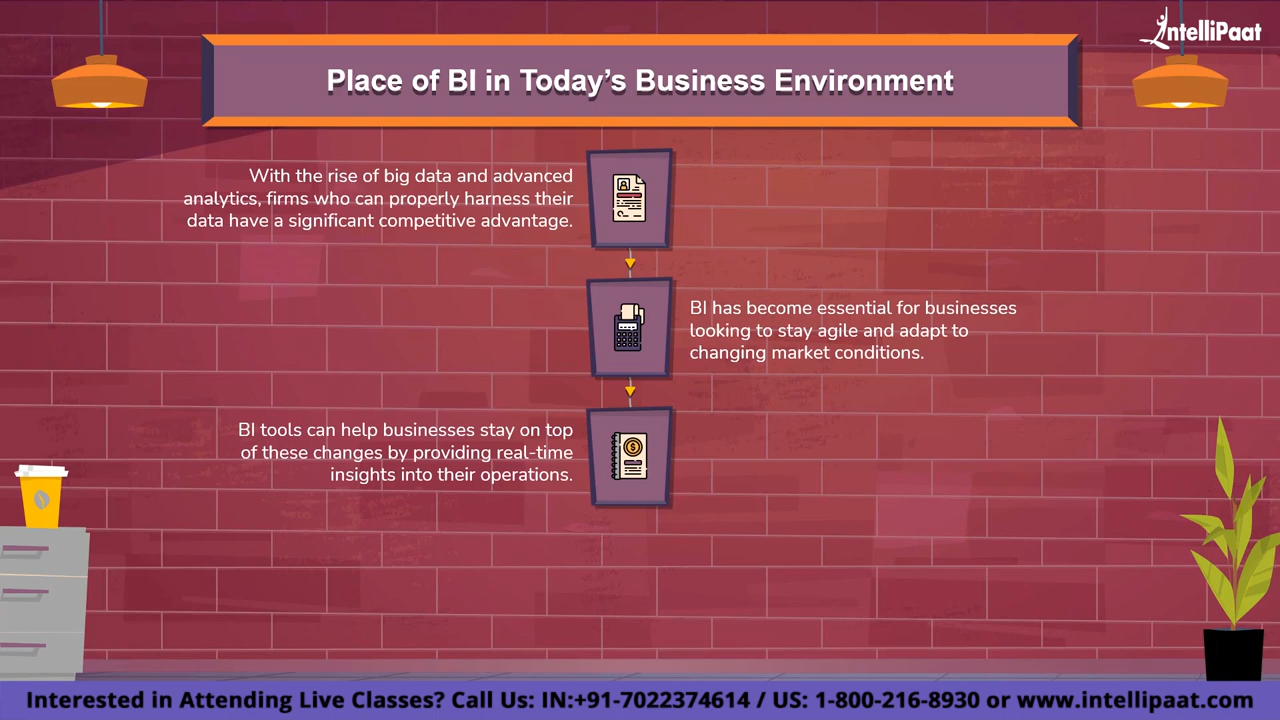 IntelliPaat
Place of BI in Today's Business Environment
With the rise of big data and advanced
analytics, firms who can properly harness their
data have a significant competitive advantage.
BI has become essential for businesses
looking to stay agile and adapt to
changing market conditions.
BI tools can help businesses stay on top
of these changes by providing real-time
insights into their operations.
Interested in Attending Live Classes? Call Us: IN:+91-7022374614 / US: 1-800-216-8930 or www.intellipaat.com